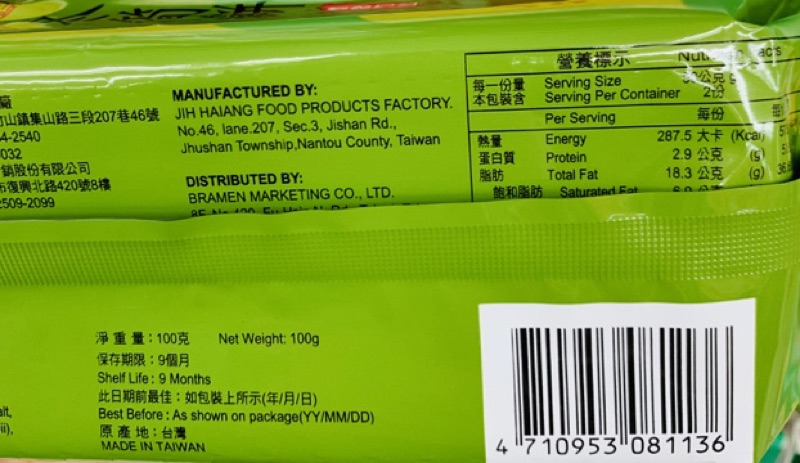 廠
山鎮集山路三段207巷46號
4-2540
032
銷股份有限公司
市復興北路420號8樓
2509-2099
MANUFACTURED BY:
JIH HAIANG FOOD PRODUCTS FACTORY.
No.46, lane.207, Sec.3, Jishan Rd.,
Jhushan Township,Nantou County, Taiwan
DISTRIBUTED BY:
BRAMEN MARKETING CO., LTD.
營養標示
每一份量 Serving Size 公克
本包裝含 Serving Per Container 2份
Per Serving 每份
熱量 Energy 287.5 大卡 (Kcal)
蛋白質 Protein 2.9 公克 (g)
脂肪 Total Fat 18.3 公克 (g)
飽和脂肪 Saturated Fat
淨重量：100克 Net Weight: 100g
保存期限：9個月
Shelf Life: 9 Months
此日期前最佳：如包裝上所示(年/月/日)
Best Before: As shown on package(YY/MM/DD)
原產地：台灣
MADE IN TAIWAN
4 710953 081136